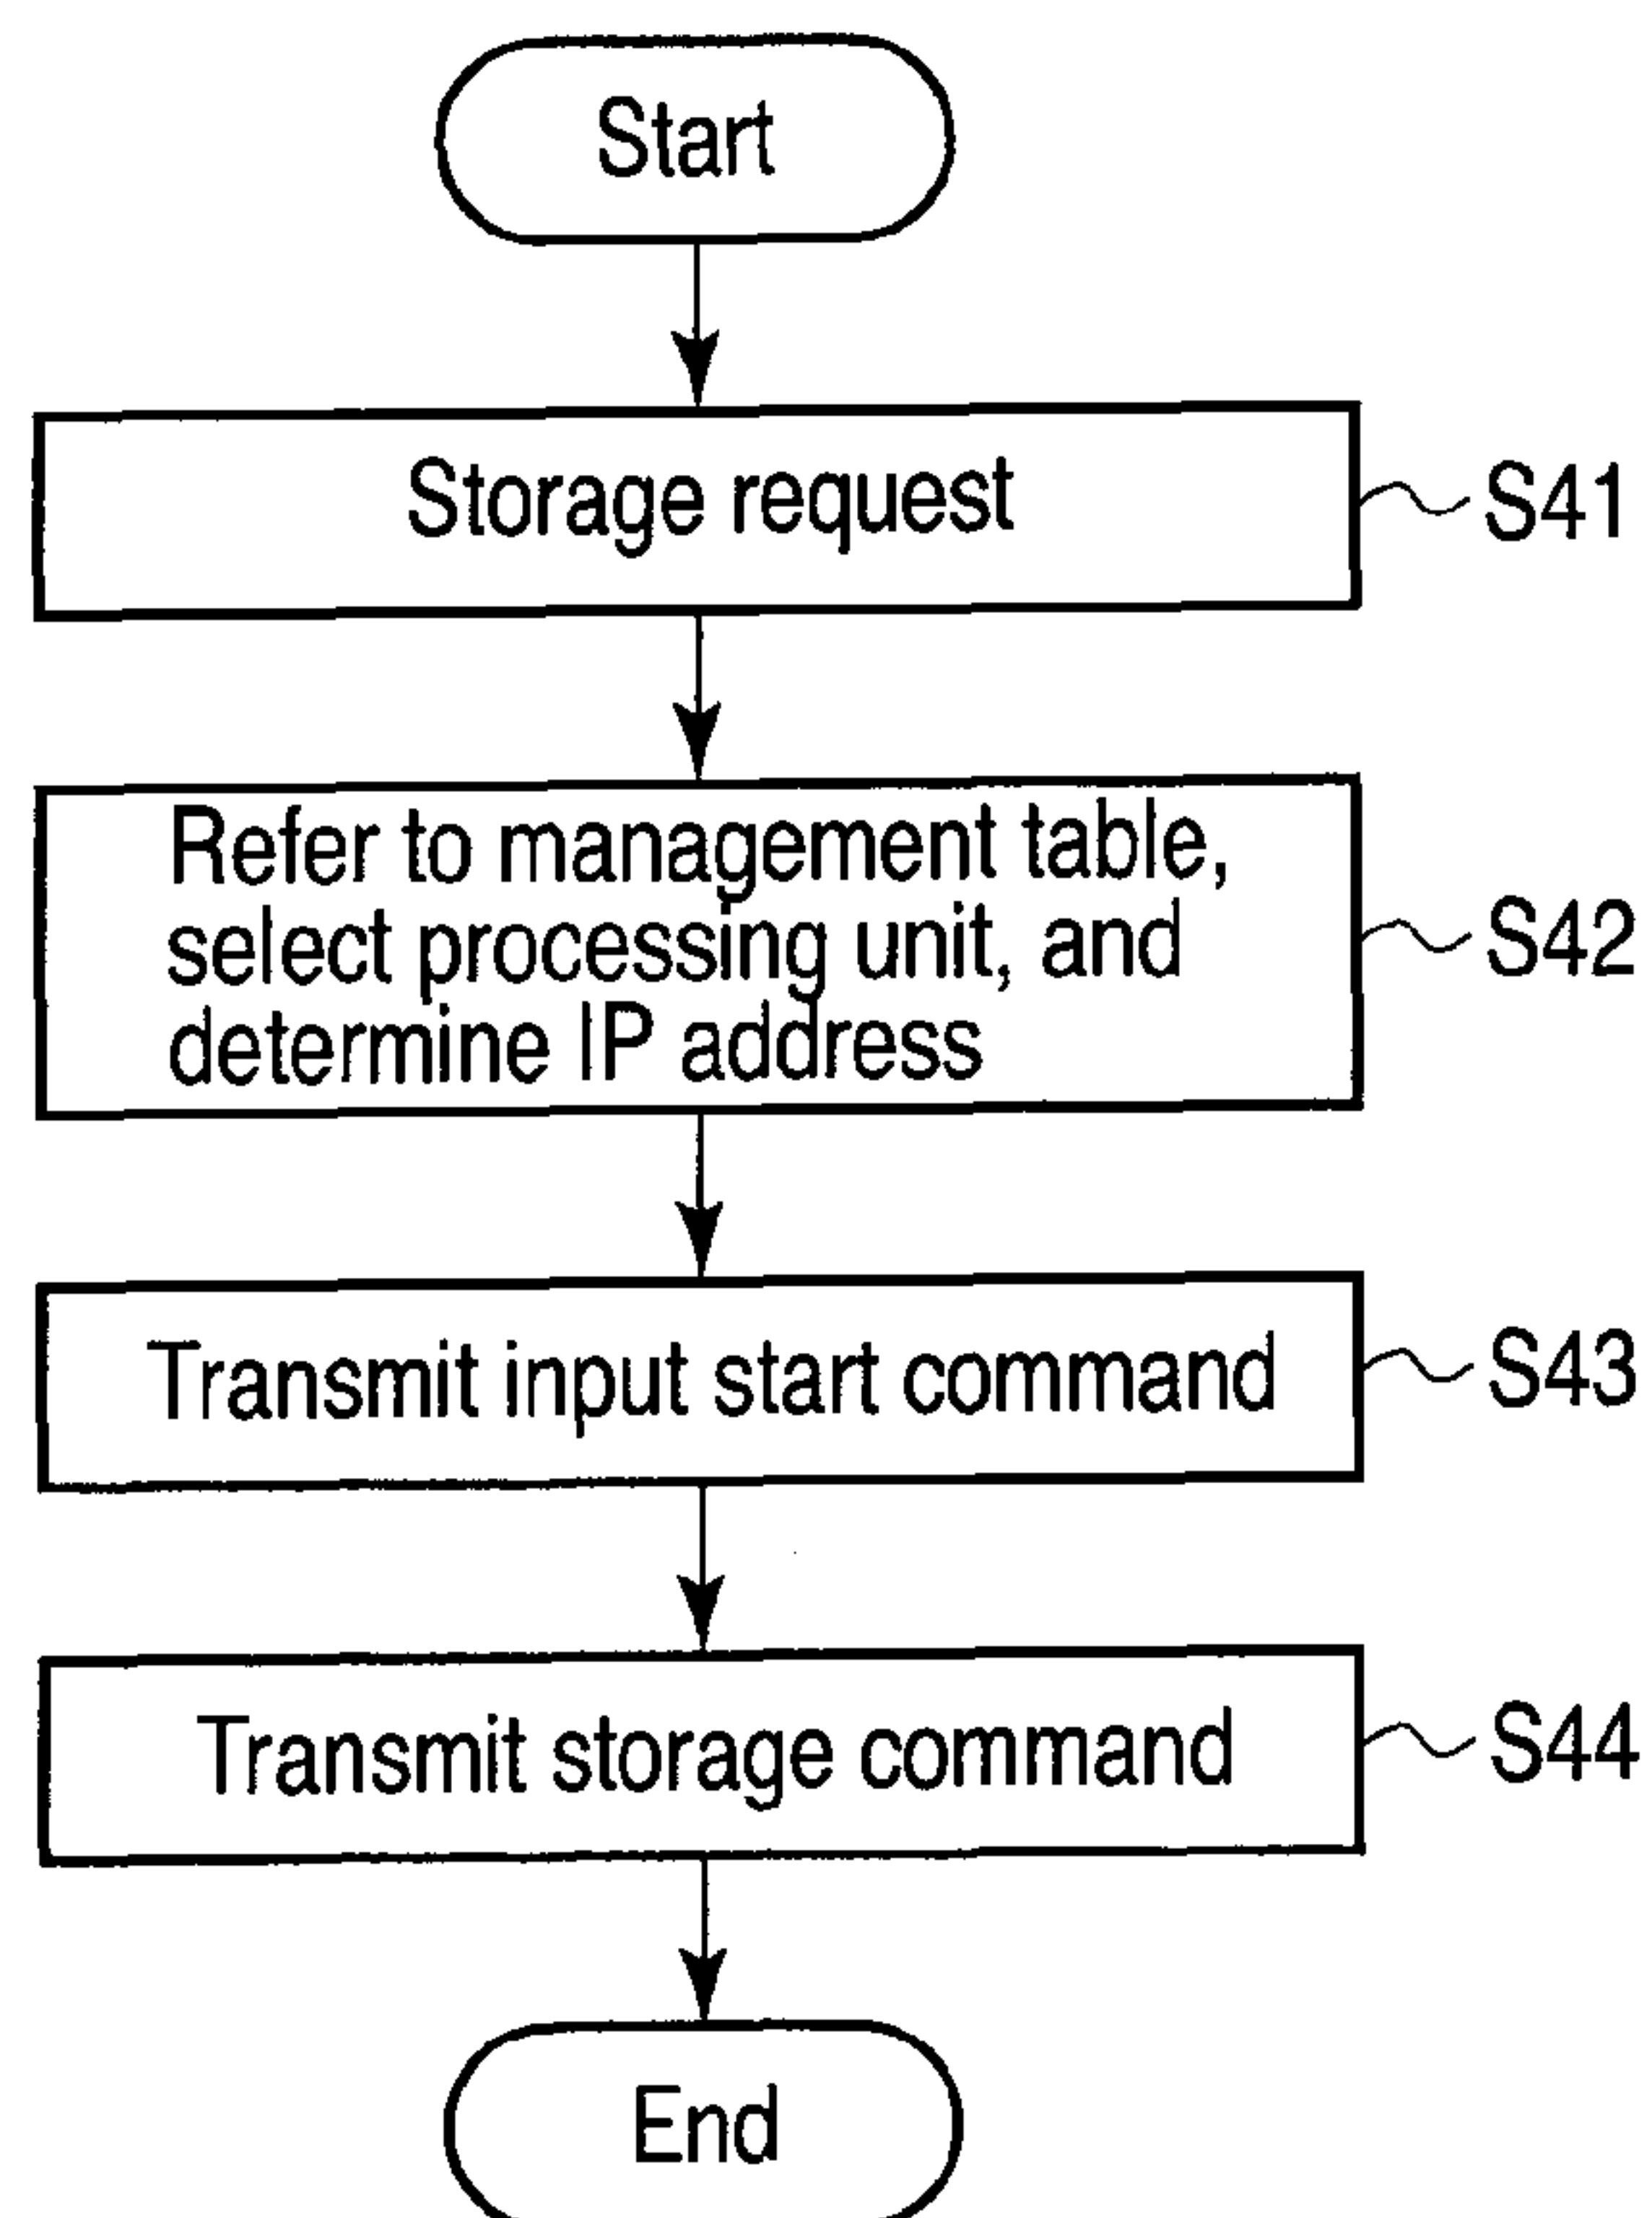 Start
Storage request
S41
Refer to management table,
select processing unit, and
determine IP address
S42
Transmit input start command
S43
Transmit storage command
S44
End